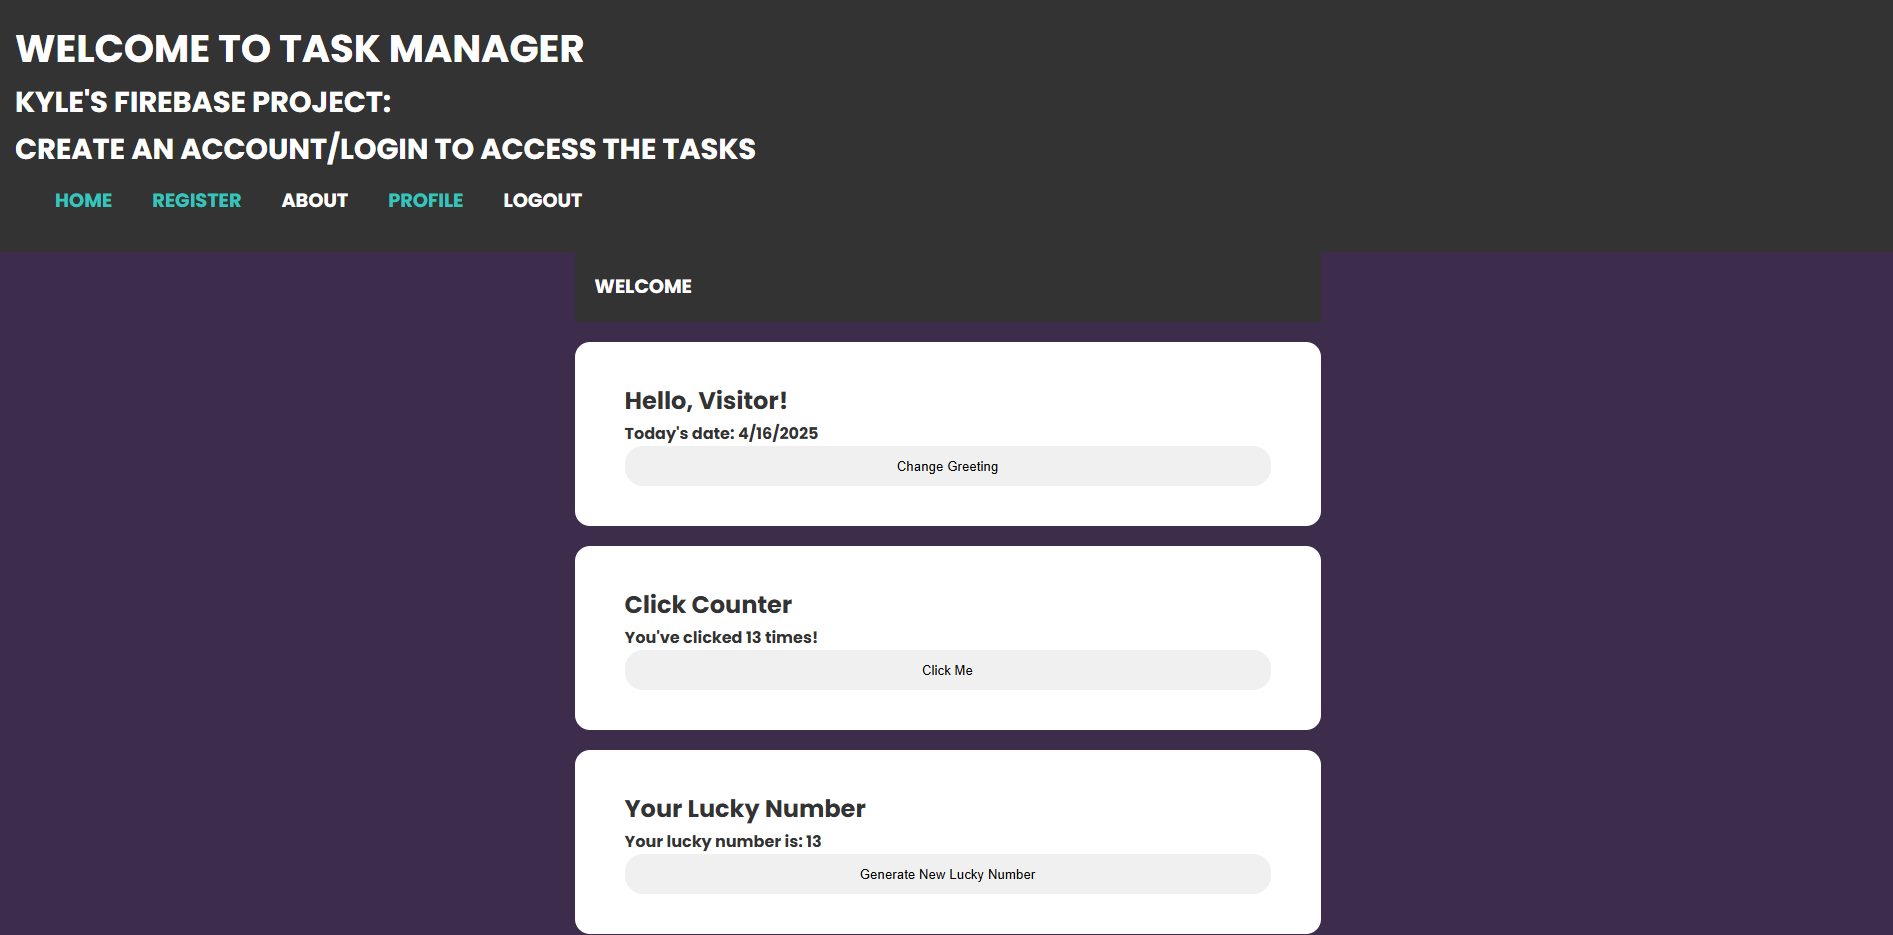 WELCOME TO TASK MANAGER
KYLE'S FIREBASE PROJECT:
CREATE AN ACCOUNT/LOGIN TO ACCESS THE TASKS
HOME REGISTER ABOUT PROFILE LOGOUT
WELCOME
Hello, Visitor!
Today's date: 4/16/2025
Change Greeting
Click Counter
You've clicked 13 times!
Click Me
Your Lucky Number
Your lucky number is: 13
Generate New Lucky Number